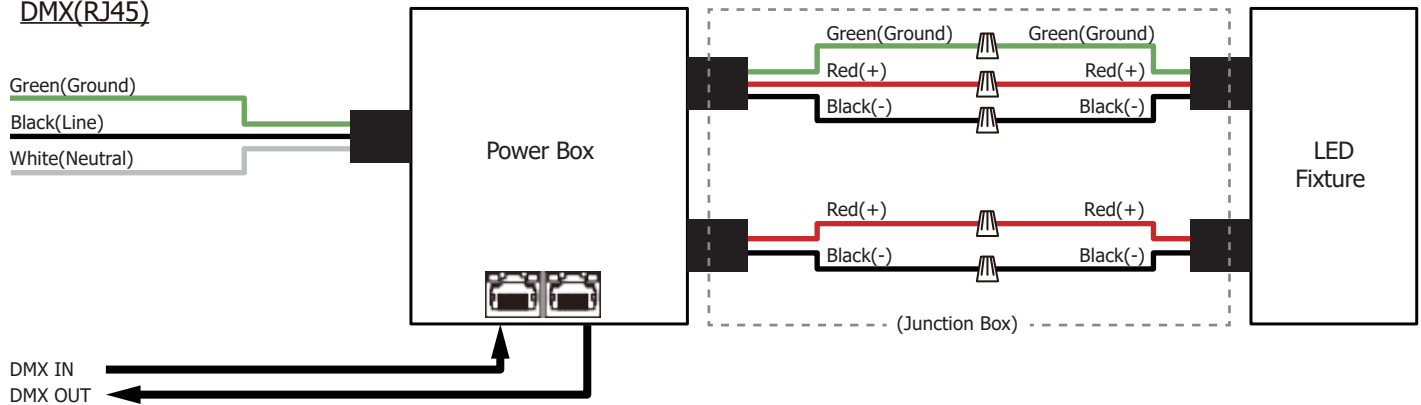 DMX(RJ45)
Green(Ground)
Black(Line)
White(Neutral)
Power Box
Green(Ground) Green(Ground)
Red(+) Red(+)
Black(-) Black(-)
Red(+) Red(+)
Black(-) Black(-)
(Junction Box)
LED
Fixture
DMX IN
DMX OUT